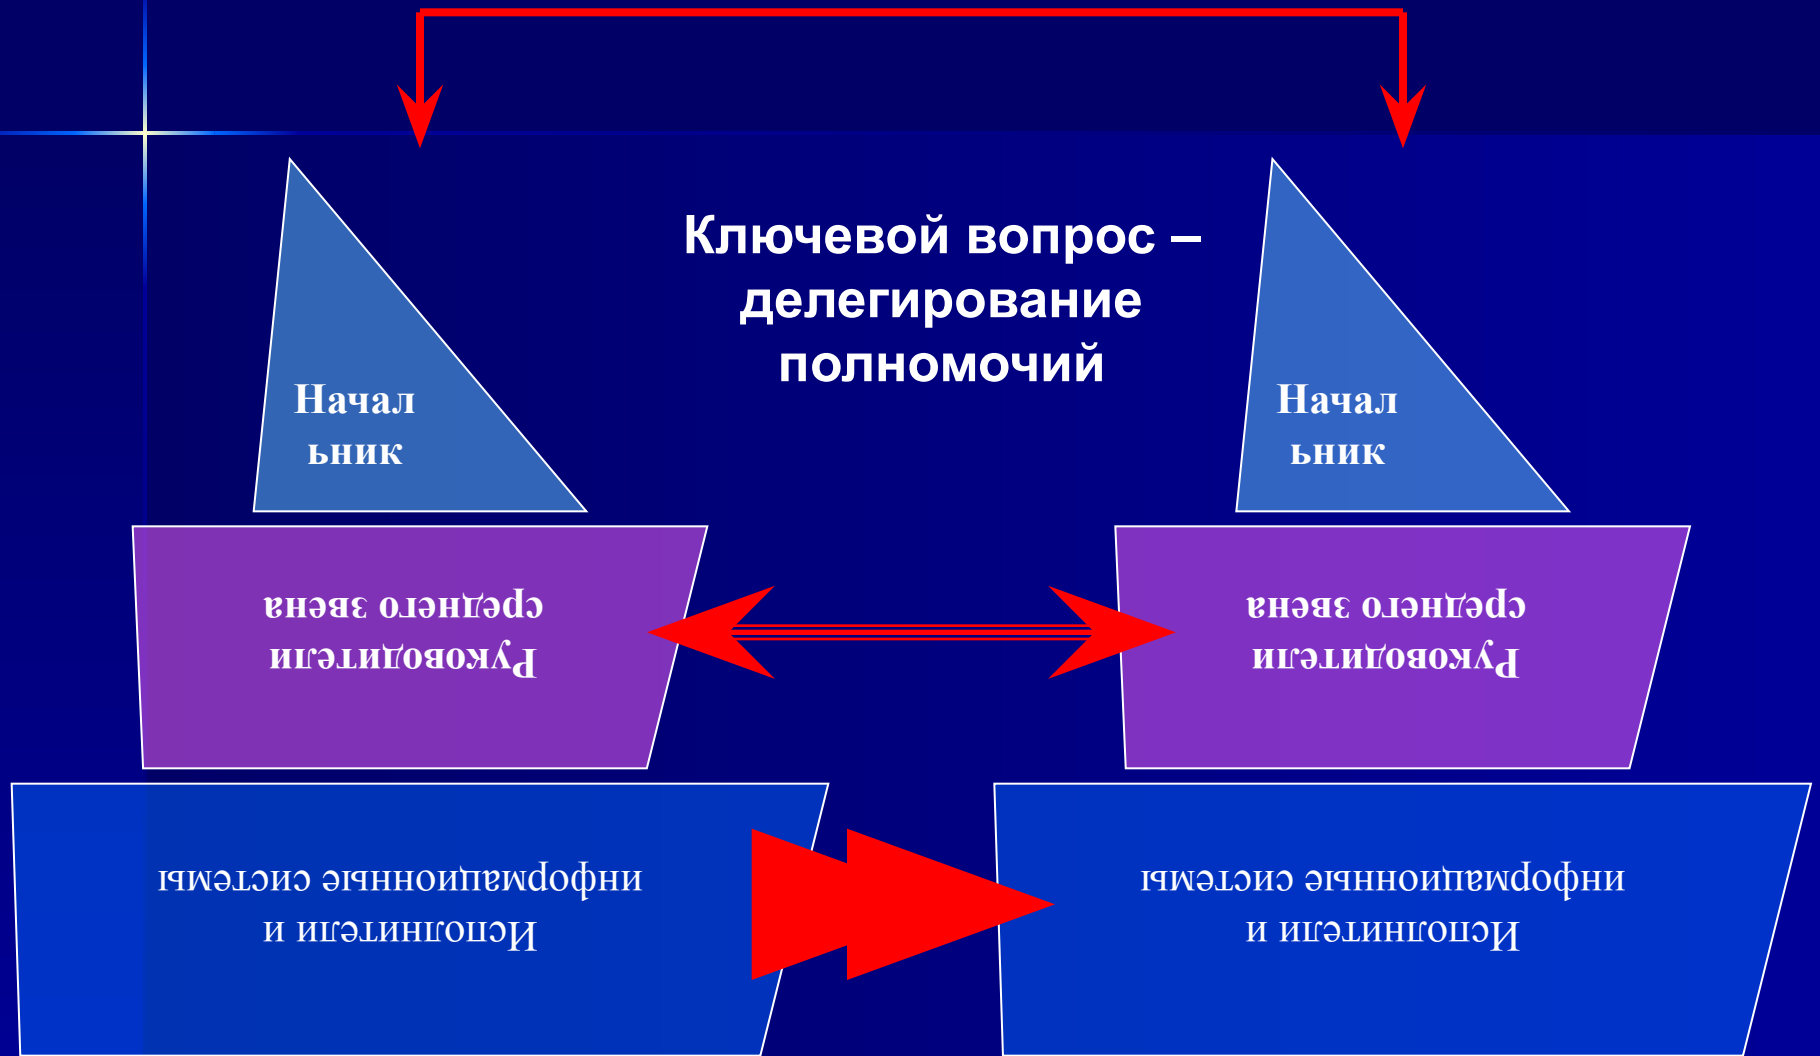 Ключевой вопрос –
делегирование
полномочий
Начал
ьник
Руководители
среднего звена
Исполнители и
информационные системы
Начал
ьник
Руководители
среднего звена
Исполнители и
информационные системы